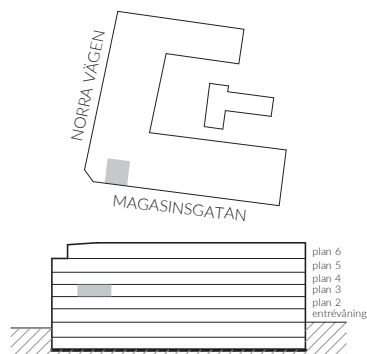 NORRA VÄGEN
MAGASINSGATAN
plan 6
plan 5
plan 4
plan 3
plan 2
entrévåning